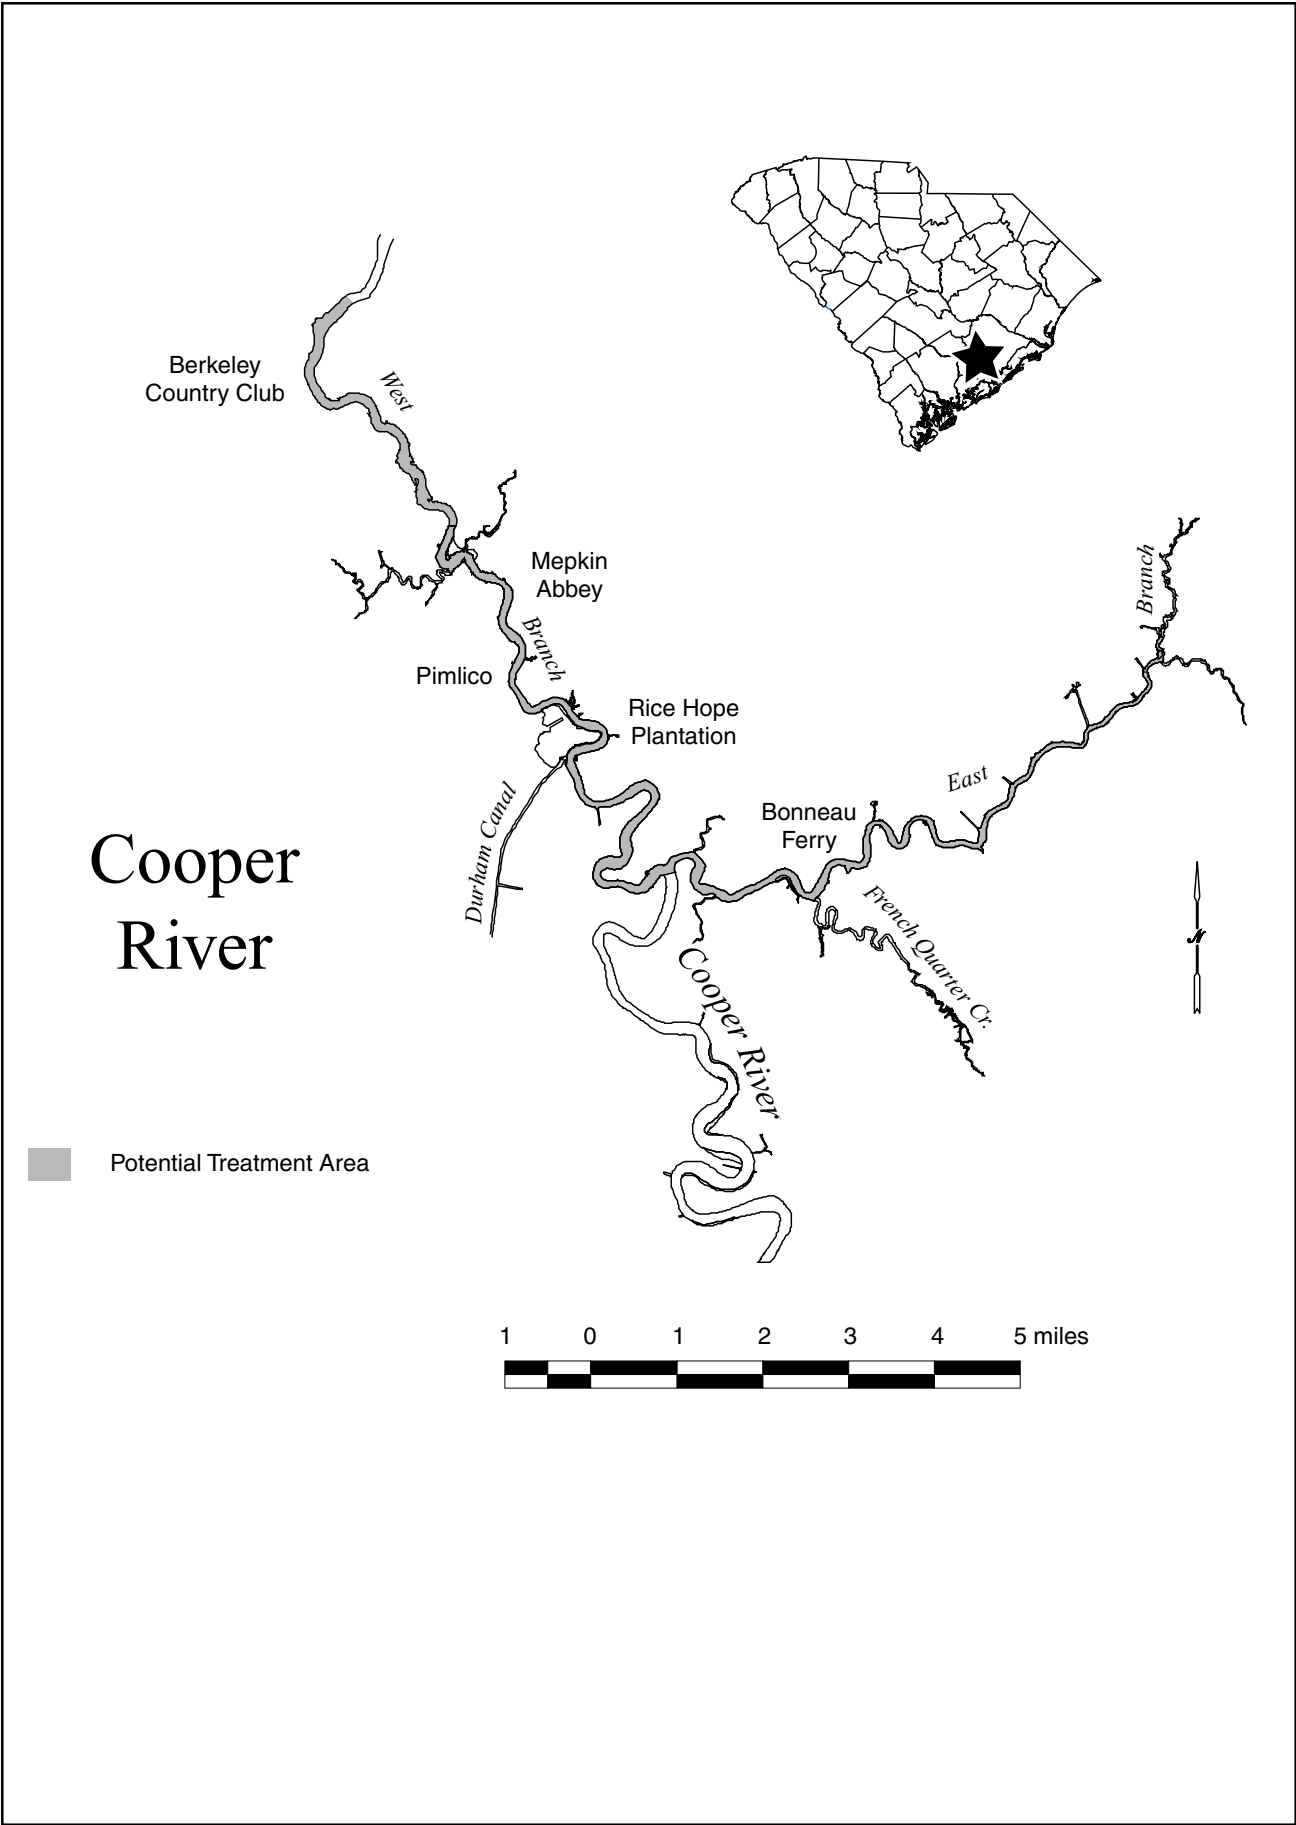 Berkeley
Country Club
West
Mepkin
Abbey
Branch
Pimlico
Rice Hope
Plantation
Durham Canal
Bonneau
Ferry
East
Branch
French Quarter Cr.
Cooper
River
Cooper River
N
Potential Treatment Area
1 0 1 2 3 4 5 miles